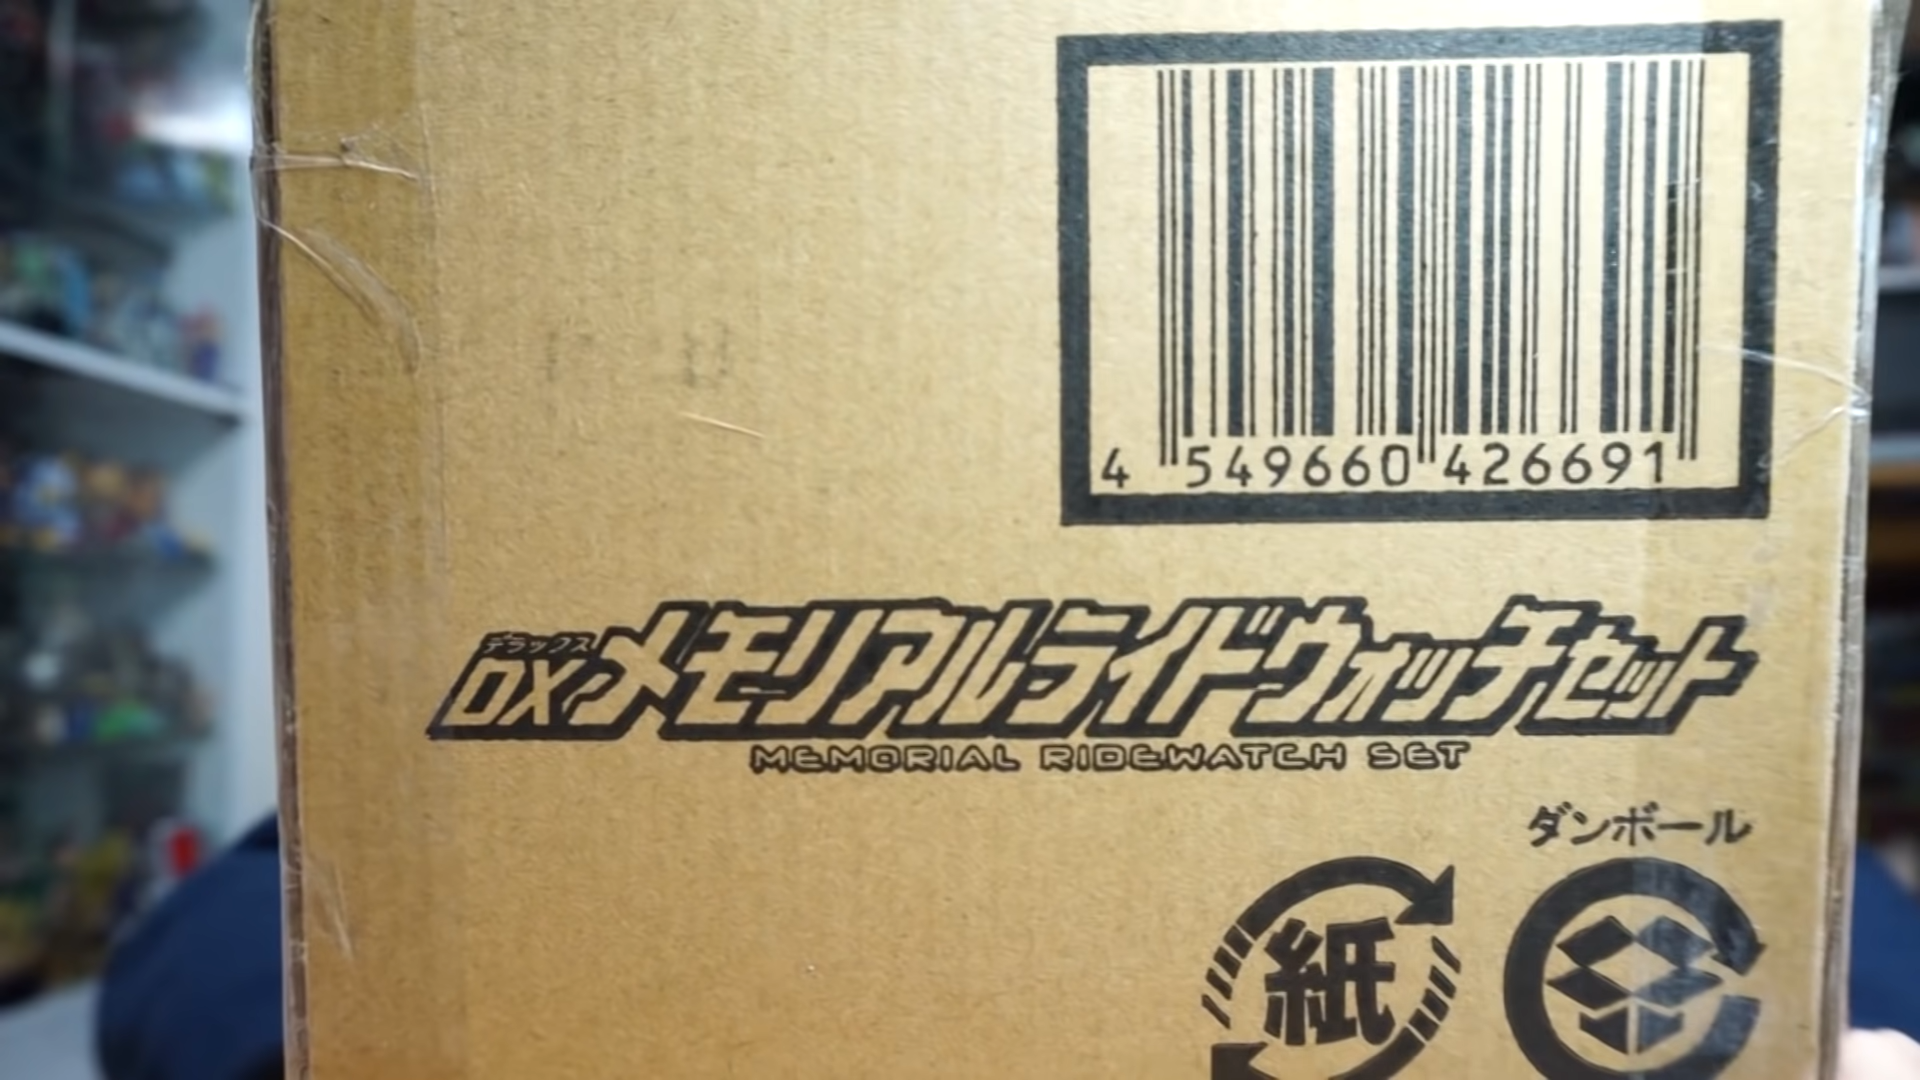 4 549660 426691
デラックス
DXメモリアルライドウォッチセット
MEMORIAL RIDEWATCH SET
ダンボール
紙